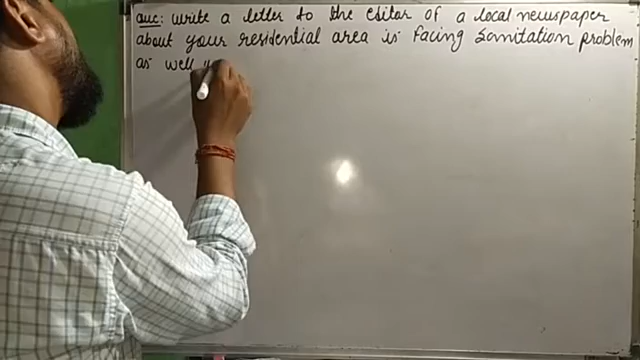 Que: Write a letter to the editor of a local newspaper
about your residential area is facing sanitation problem
as well